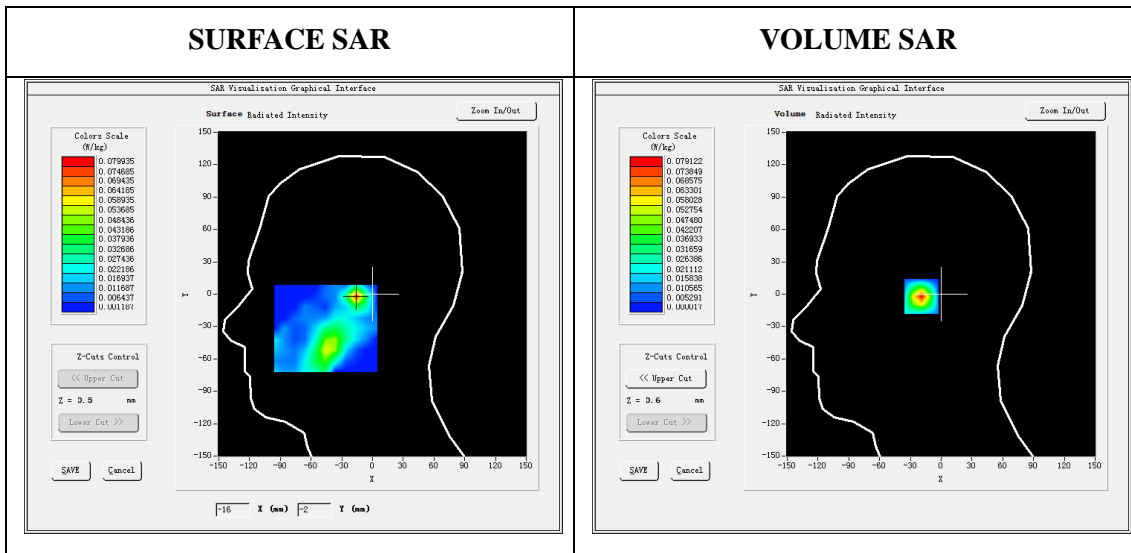 SURFACE SAR
VOLUME SAR
SAR Visualisation Graphical Interface
Surface Radiated Intensity
Zoom In/Out
Colors Scale
(W/kg)
0.079935
0.074685
0.069435
0.064185
0.058935
0.053685
0.048436
0.043186
0.037936
0.032686
0.027436
0.022186
0.016937
0.011687
0.006437
0.001187
150
120
90
60
30
0
-30
-60
-90
-120
-150
Y
-150 -120 -90 -60 -30 0 30 60 90 120 150
X
Z-Cuts Control
<< Upper Cut
Z = 0.5 mm
Lower Cut >>
SAVE Cancel
-16 X (mm) -2 Y (mm)
SAR Visualisation Graphical Interface
Volume Radiated Intensity
Zoom In/Out
Colors Scale
(W/kg)
0.079122
0.073849
0.068575
0.063301
0.058028
0.052754
0.047480
0.042207
0.036933
0.031659
0.026386
0.021112
0.015838
0.010565
0.005291
0.000017
150
120
90
60
30
0
-30
-60
-90
-120
-150
Y
-150 -120 -90 -60 -30 0 30 60 90 120 150
X
Z-Cuts Control
<< Upper Cut
Z = 0.6 mm
Lower Cut >>
SAVE Cancel